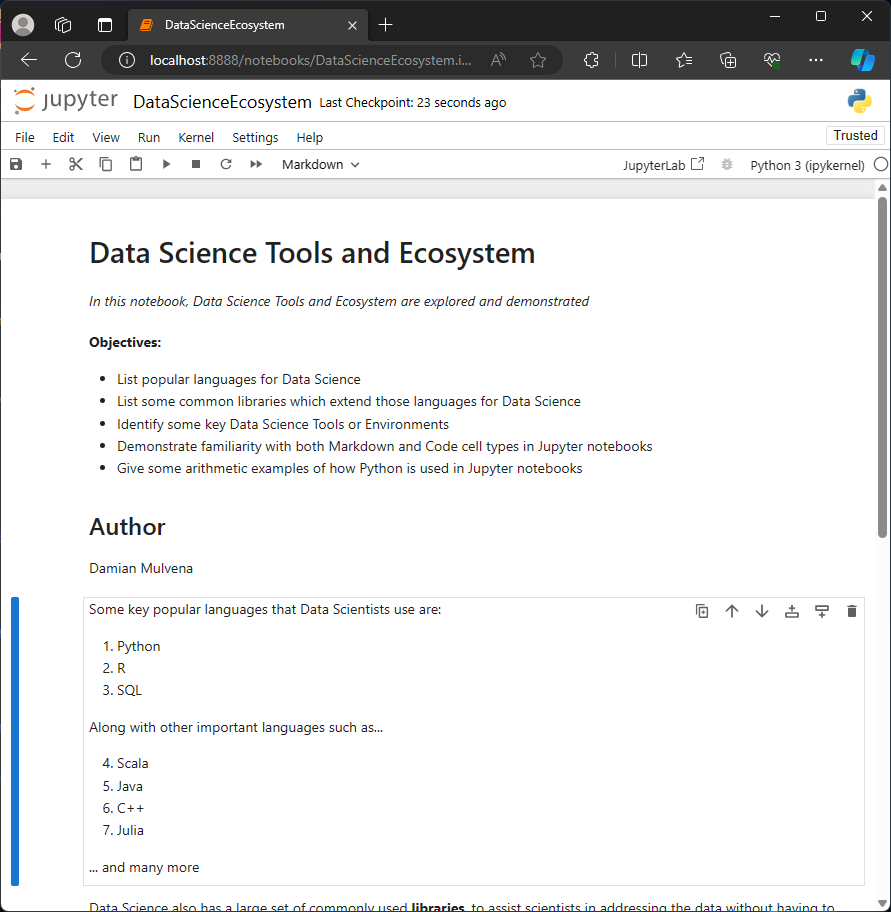 DataScienceEcosystem
localhost:8888/notebooks/DataScienceEcosystem.i...
jupyter DataScienceEcosystem Last Checkpoint: 23 seconds ago
File Edit View Run Kernel Settings Help Trusted
Markdown JupyterLab Python 3 (ipykernel)
Data Science Tools and Ecosystem
In this notebook, Data Science Tools and Ecosystem are explored and demonstrated
Objectives:
• List popular languages for Data Science
• List some common libraries which extend those languages for Data Science
• Identify some key Data Science Tools or Environments
• Demonstrate familiarity with both Markdown and Code cell types in Jupyter notebooks
• Give some arithmetic examples of how Python is used in Jupyter notebooks
Author
Damian Mulvena
Some key popular languages that Data Scientists use are:
1. Python
2. R
3. SQL
Along with other important languages such as...
4. Scala
5. Java
6. C++
7. Julia
... and many more
Data Science also has a large set of commonly used libraries, to assist scientists in addressing the data without having to